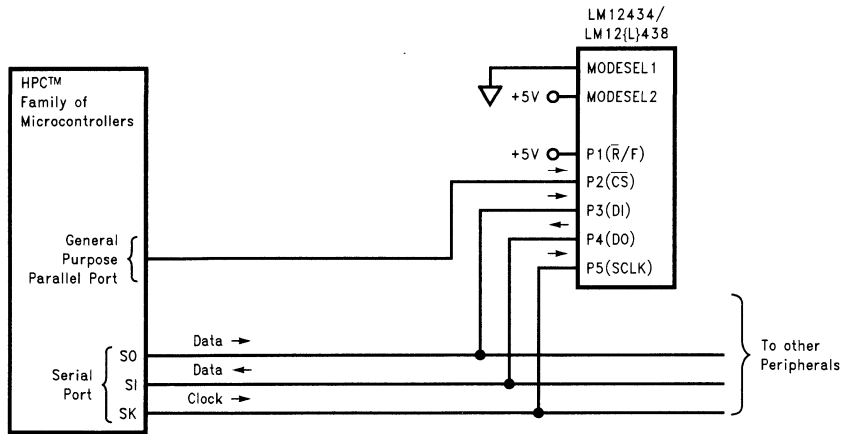 LM12434/
LM12{L}438
HPC™
Family of
Microcontrollers
MODESEL1
+5V MODESEL2
+5V P1(R̅/F)
P2(C̅S̅)
P3(DI)
P4(DO)
P5(SCLK)
General
Purpose
Parallel Port
Serial
Port
SO
SI
SK
Data →
Data ←
Clock →
To other
Peripherals